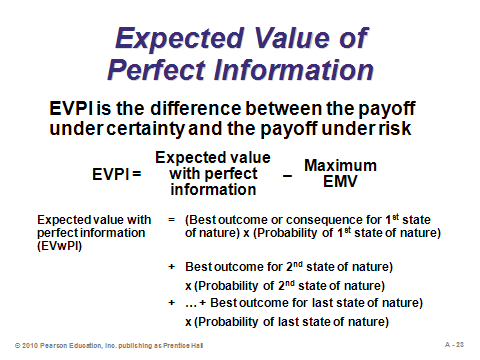 Expected Value of
Perfect Information
EVPI is the difference between the payoff
under certainty and the payoff under risk
EVPI = Expected value with perfect information – Maximum EMV
Expected value with perfect information (EVwPI)
= (Best outcome or consequence for 1st state
of nature) x (Probability of 1st state of nature)
+ Best outcome for 2nd state of nature)
x (Probability of 2nd state of nature)
+ … + Best outcome for last state of nature)
x (Probability of last state of nature)
© 2010 Pearson Education, Inc. publishing as Prentice Hall
A - 28